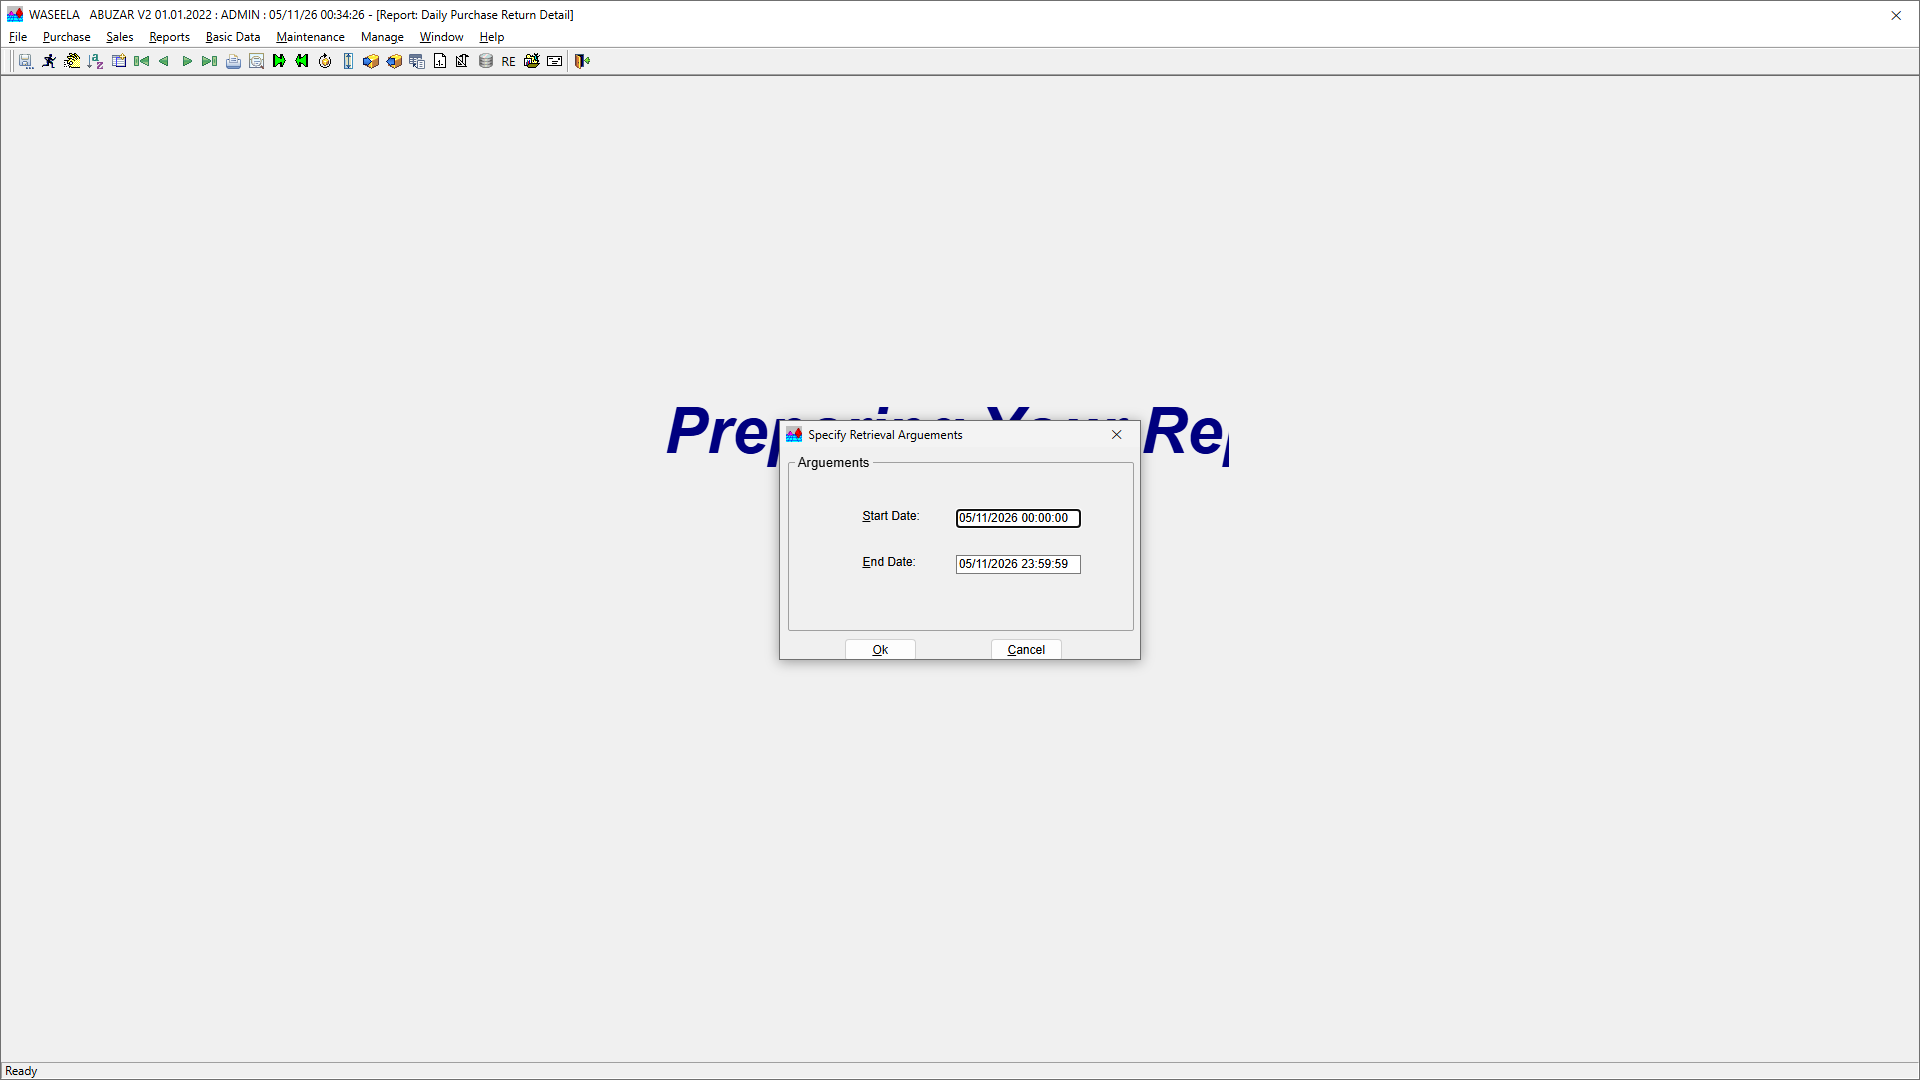 WASEELA   ABUZAR V2 01.01.2022 : ADMIN : 05/11/26 00:34:26 - [Report: Daily Purchase Return Detail]
File Purchase Sales Reports Basic Data Maintenance Manage Window Help
RE
Specify Retrieval Arguements
Arguements
Start Date: 05/11/2026 00:00:00
End Date: 05/11/2026 23:59:59
Ok Cancel
Ready